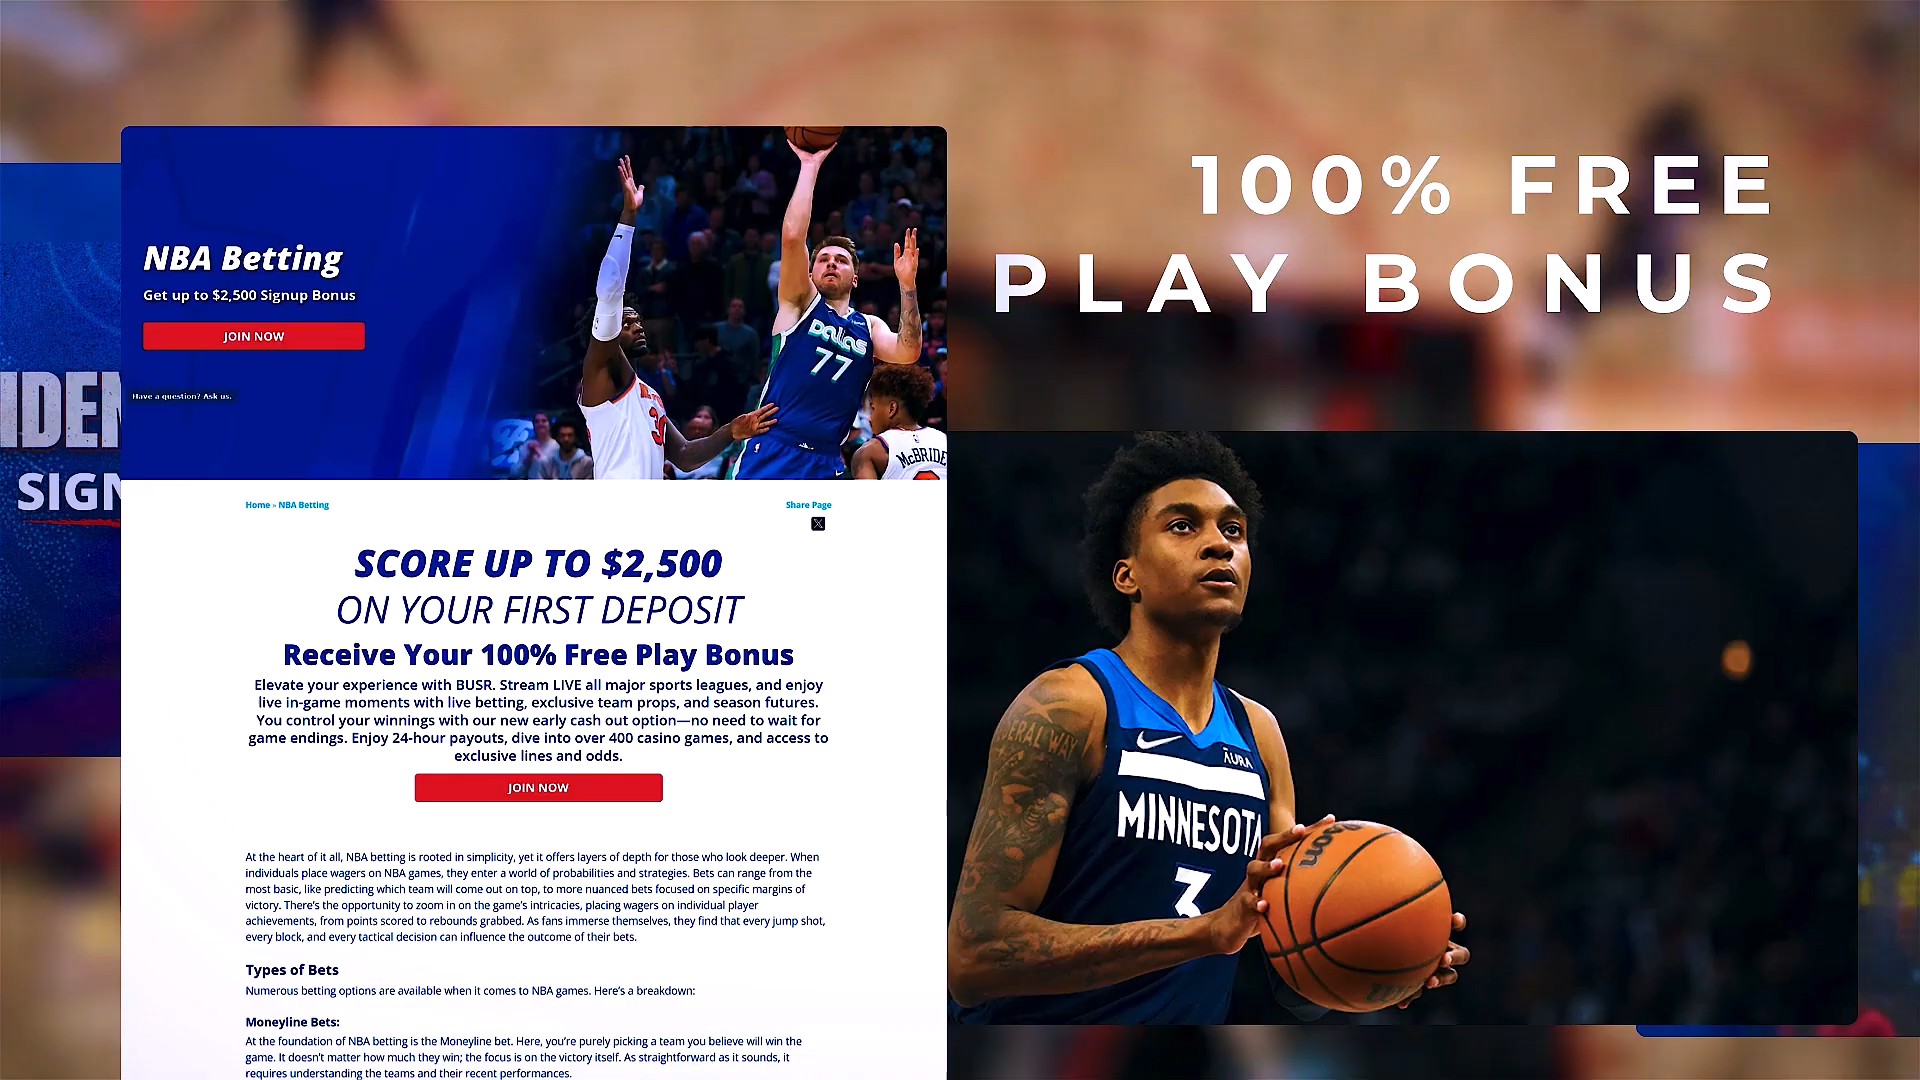 100% FREE
PLAY BONUS
NBA Betting
Get up to $2,500 Signup Bonus
JOIN NOW
Have a question? Ask us.
DALLAS
77
30
McBRIDE
SIGN
Home » NBA Betting
Share Page
X
SCORE UP TO $2,500
ON YOUR FIRST DEPOSIT
Receive Your 100% Free Play Bonus
Elevate your experience with BUSR. Stream LIVE all major sports leagues, and enjoy
live in-game moments with live betting, exclusive team props, and season futures.
You control your winnings with our new early cash out option—no need to wait for
game endings. Enjoy 24-hour payouts, dive into over 400 casino games, and access to
exclusive lines and odds.
JOIN NOW
At the heart of it all, NBA betting is rooted in simplicity, yet it offers layers of depth for those who look deeper. When
individuals place wagers on NBA games, they enter a world of probabilities and strategies. Bets can range from the
most basic, like predicting which team will come out on top, to more nuanced bets focused on specific margins of
victory. There's the opportunity to zoom in on the game's intricacies, placing wagers on individual player
achievements, from points scored to rebounds grabbed. As fans immerse themselves, they find that every jump shot,
every block, and every tactical decision can influence the outcome of their bets.
Types of Bets
Numerous betting options are available when it comes to NBA games. Here's a breakdown:
Moneyline Bets:
At the foundation of NBA betting is the Moneyline bet. Here, you're purely picking a team you believe will win the
game. It doesn't matter how much they win; the focus is on the victory itself. As straightforward as it sounds, it
requires understanding the teams and their recent performances.
FEDERAL WAY
AURA
MINNESOTA
3
Wilson